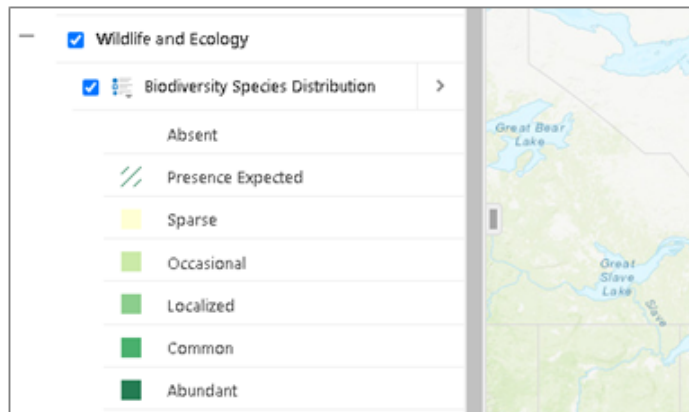 Wildlife and Ecology
Biodiversity Species Distribution
Absent
Presence Expected
Sparse
Occasional
Localized
Common
Abundant
Great Bear
Lake
Great
Slave
Lake
Slave